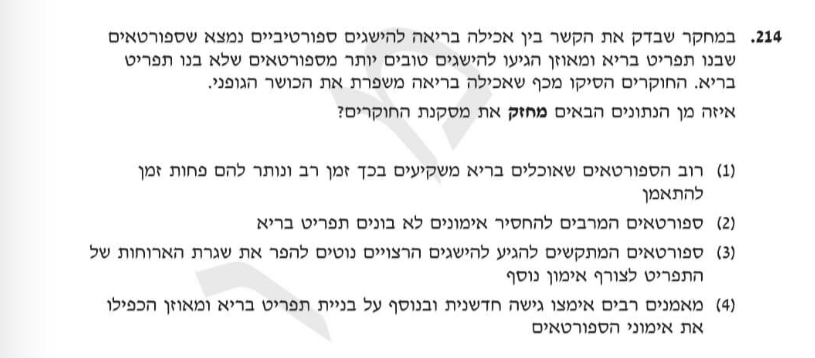 214. במחקר שבדק את הקשר בין אכילה בריאה להישגים ספורטיביים נמצא שספורטאים
שבנו תפריט בריא ומאוזן הגיעו להישגים טובים יותר מספורטאים שלא בנו תפריט
בריא. החוקרים הסיקו מכף שאכילה בריאה משפרת את הכושר הגופני.
איזה מן הנתונים הבאים מחזק את מסקנת החוקרים?
(1) רוב הספורטאים שאוכלים בריא משקיעים בכך זמן רב ונותר להם פחות זמן
להתאמן
(2) ספורטאים המרבים להחסיר אימונים לא בונים תפריט בריא
(3) ספורטאים המתקשים להגיע להישגים הרצויים נוטים להפר את שגרת הארוחות של
התפריט לצורף אימון נוסף
(4) מאמנים רבים אימצו גישה חדשנית ובנוסף על בניית תפריט בריא ומאוזן הכפילו
את אימוני הספורטאים